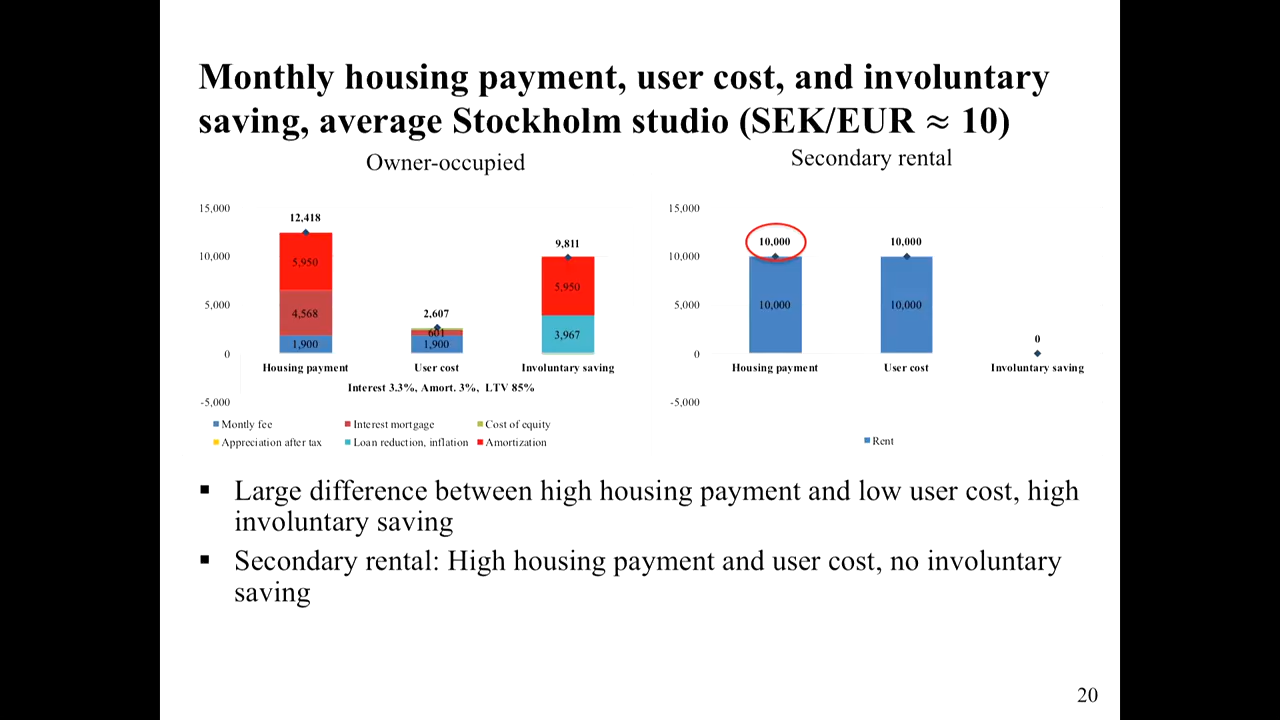 Monthly housing payment, user cost, and involuntary
saving, average Stockholm studio (SEK/EUR ≈ 10)
Owner-occupied
15,000
10,000
5,000
0
-5,000
12,418
5,950
4,568
1,900
2,607
601
1,900
9,811
5,950
3,967
Housing payment
User cost
Involuntary saving
Interest 3.3%, Amort. 3%, LTV 85%
Montly fee
Interest mortgage
Cost of equity
Appreciation after tax
Loan reduction, inflation
Amortization
Secondary rental
15,000
10,000
5,000
0
-5,000
10,000
10,000
10,000
10,000
0
Housing payment
User cost
Involuntary saving
Rent
▪ Large difference between high housing payment and low user cost, high
involuntary saving
▪ Secondary rental: High housing payment and user cost, no involuntary
saving
20